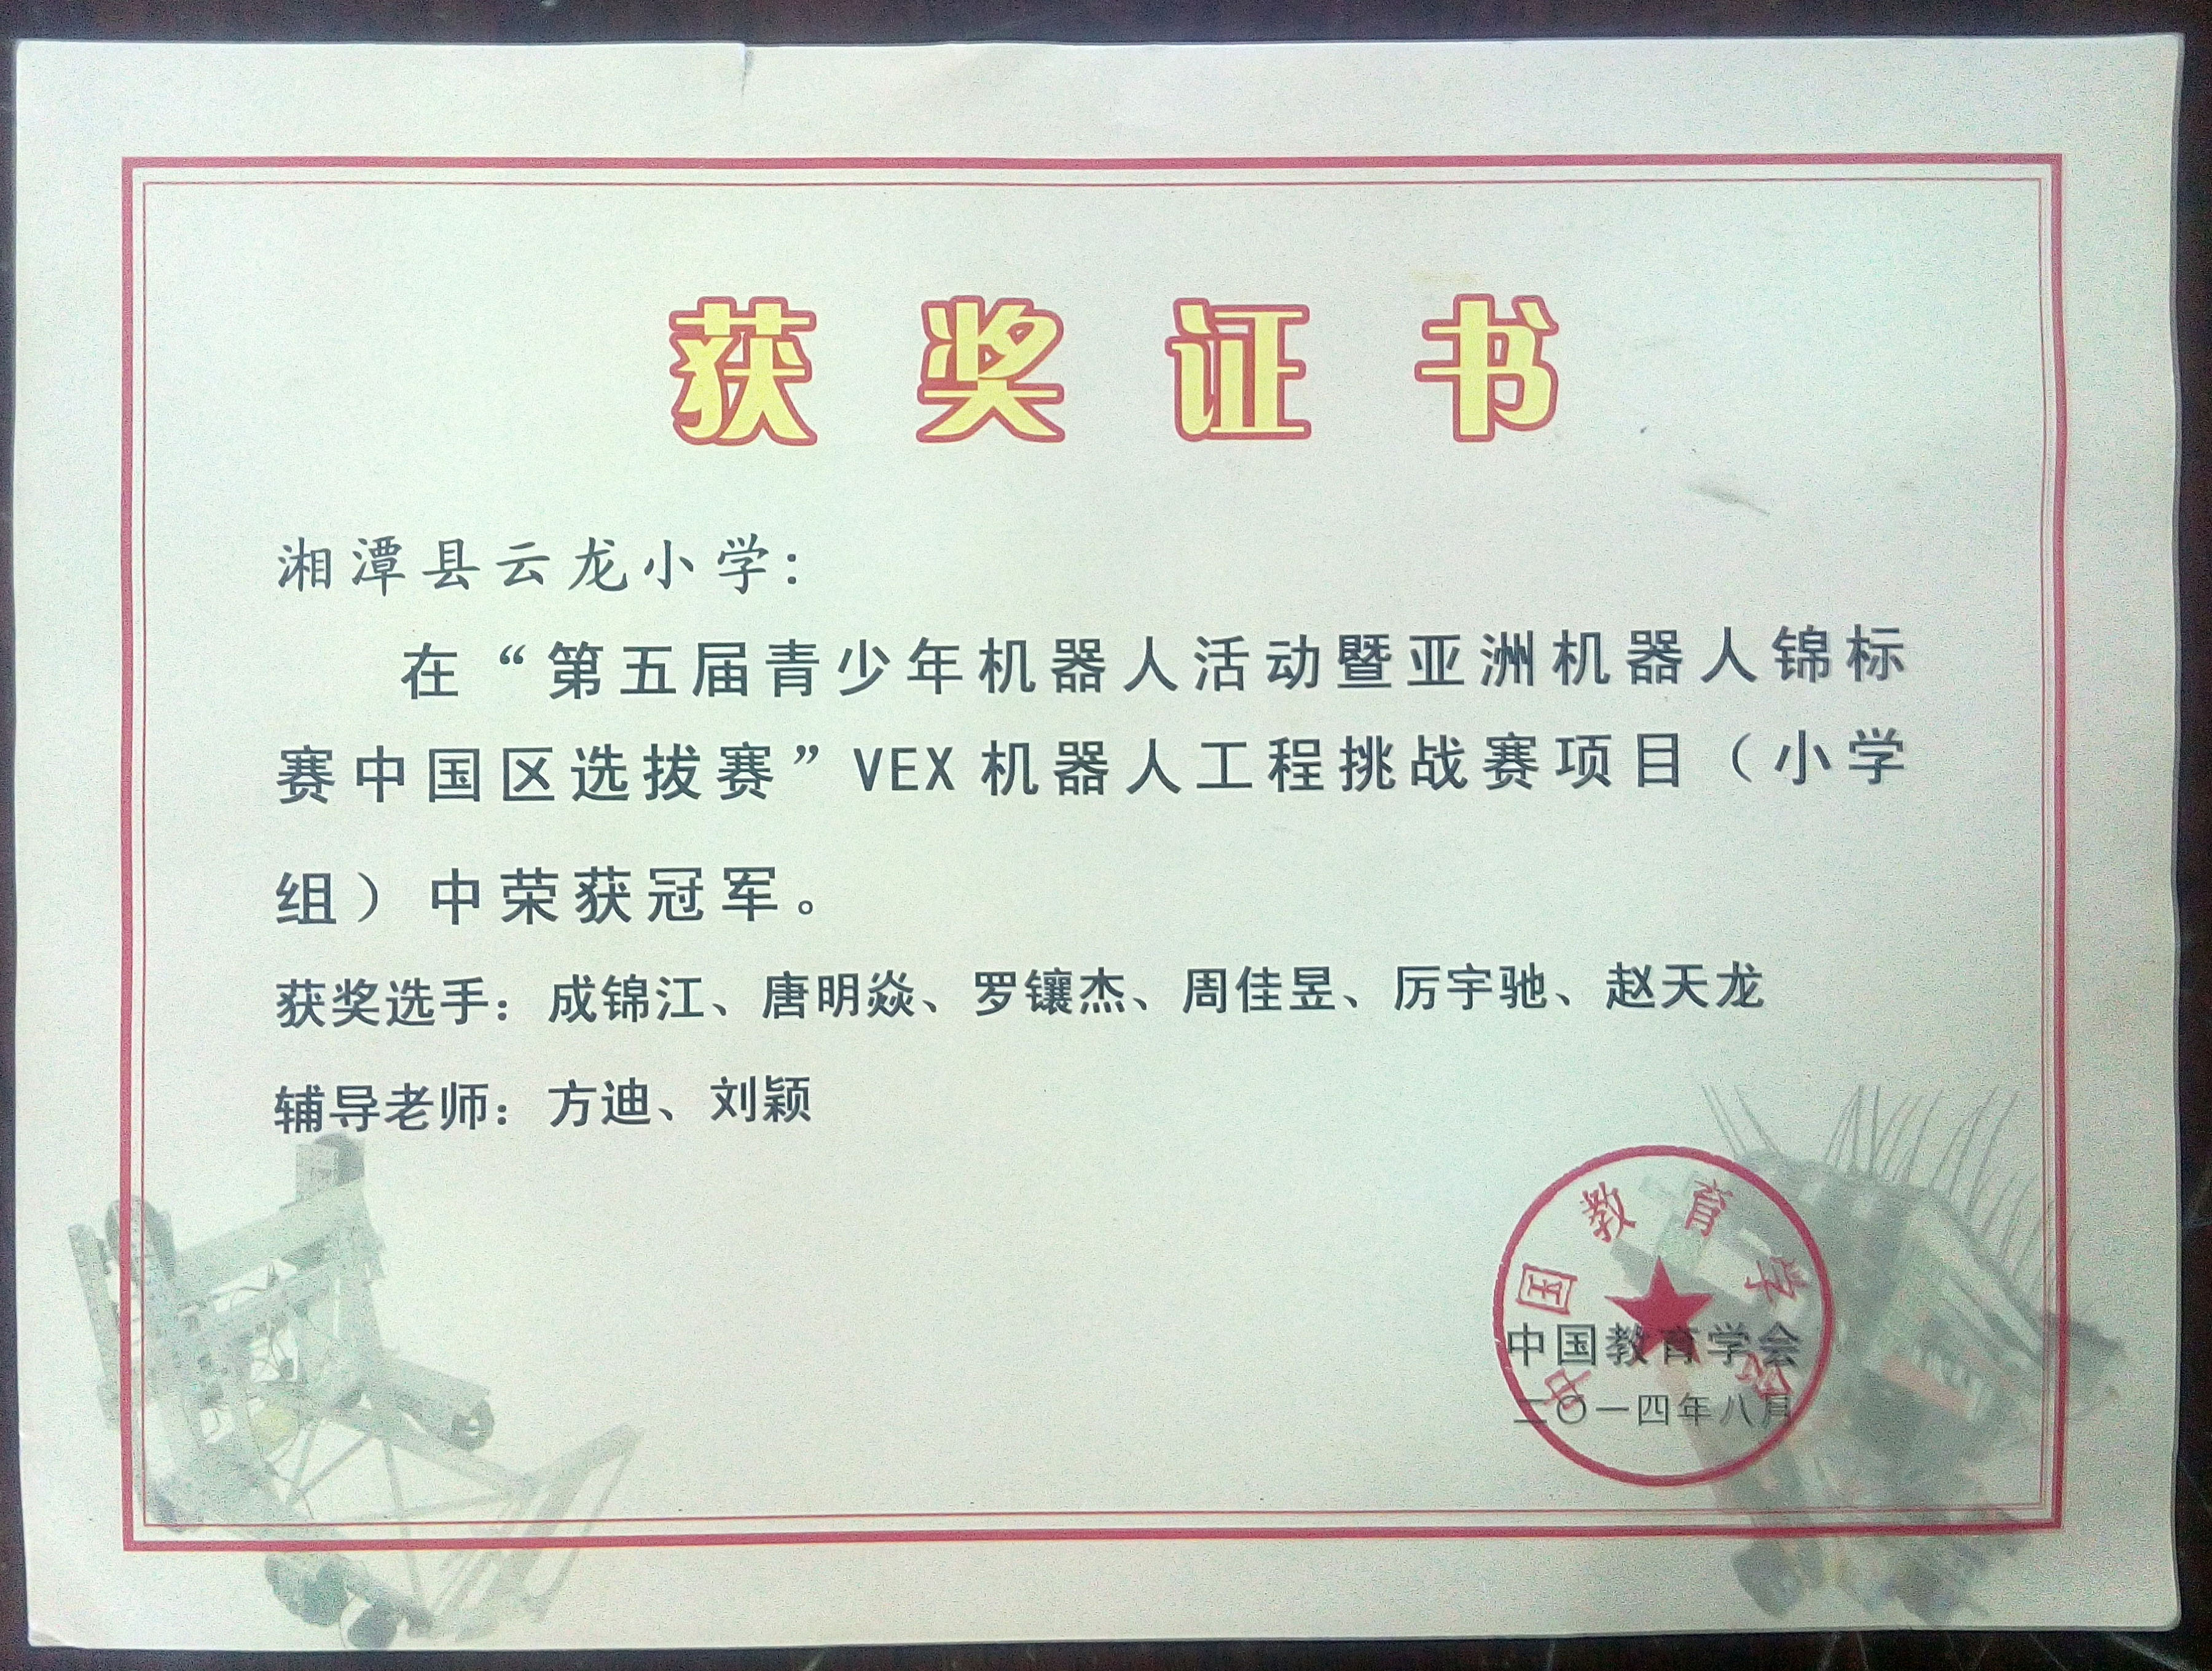 获奖证书
湘潭县云龙小学：
在“第五届青少年机器人活动暨亚洲机器人锦标
赛中国区选拔赛”VEX机器人工程挑战赛项目（小学
组）中荣获冠军。
获奖选手：成锦江、唐明焱、罗镶杰、周佳昱、厉宇驰、赵天龙
辅导老师：方迪、刘颖
中国教育学会
中国教育学会
二〇一四年八月